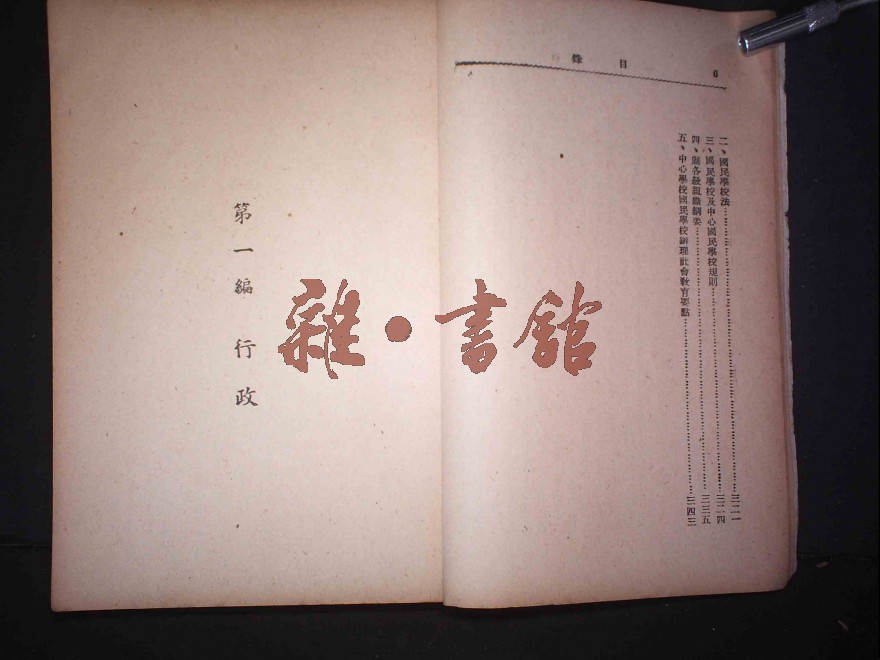 目錄
6
二、國民學校法……三二一
三、國民學校及中心國民學校規則……三二四
四、縣各級組織綱要……三三五
五、中心學校國民學校辦理社會教育要點……三四三
第一編 行政
雜·書館